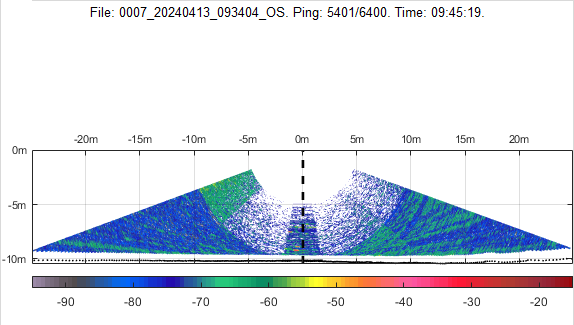 File: 0007_20240413_093404_OS. Ping: 5401/6400. Time: 09:45:19.
-20m -15m -10m -5m 0m 5m 10m 15m 20m
0m
-5m
-10m
-90 -80 -70 -60 -50 -40 -30 -20